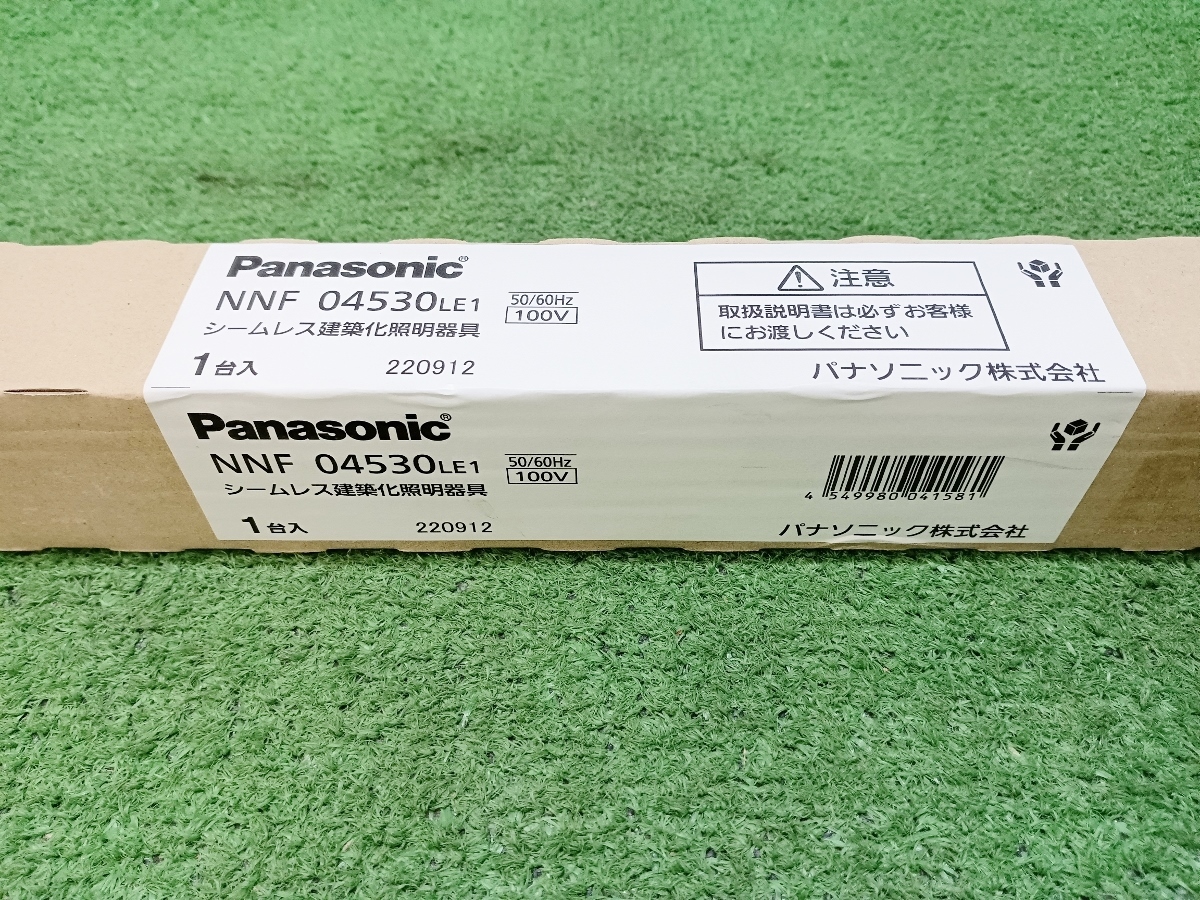 Panasonic®
NNF 04530LE1
50/60Hz
100V
シームレス建築化照明器具
1台入
220912
注意
取扱説明書は必ずお客様
にお渡しください
パナソニック株式会社
Panasonic®
NNF 04530LE1
50/60Hz
100V
シームレス建築化照明器具
1台入
220912
4 549980 041581
パナソニック株式会社